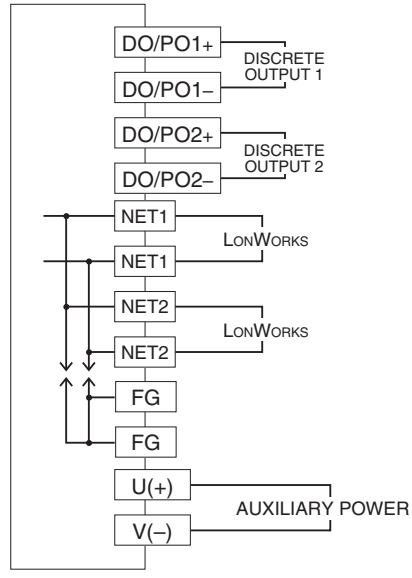 DO/PO1+
DISCRETE
OUTPUT 1
DO/PO1–
DO/PO2+
DISCRETE
OUTPUT 2
DO/PO2–
NET1
LONWORKS
NET1
NET2
LONWORKS
NET2
FG
FG
U(+)
AUXILIARY POWER
V(–)